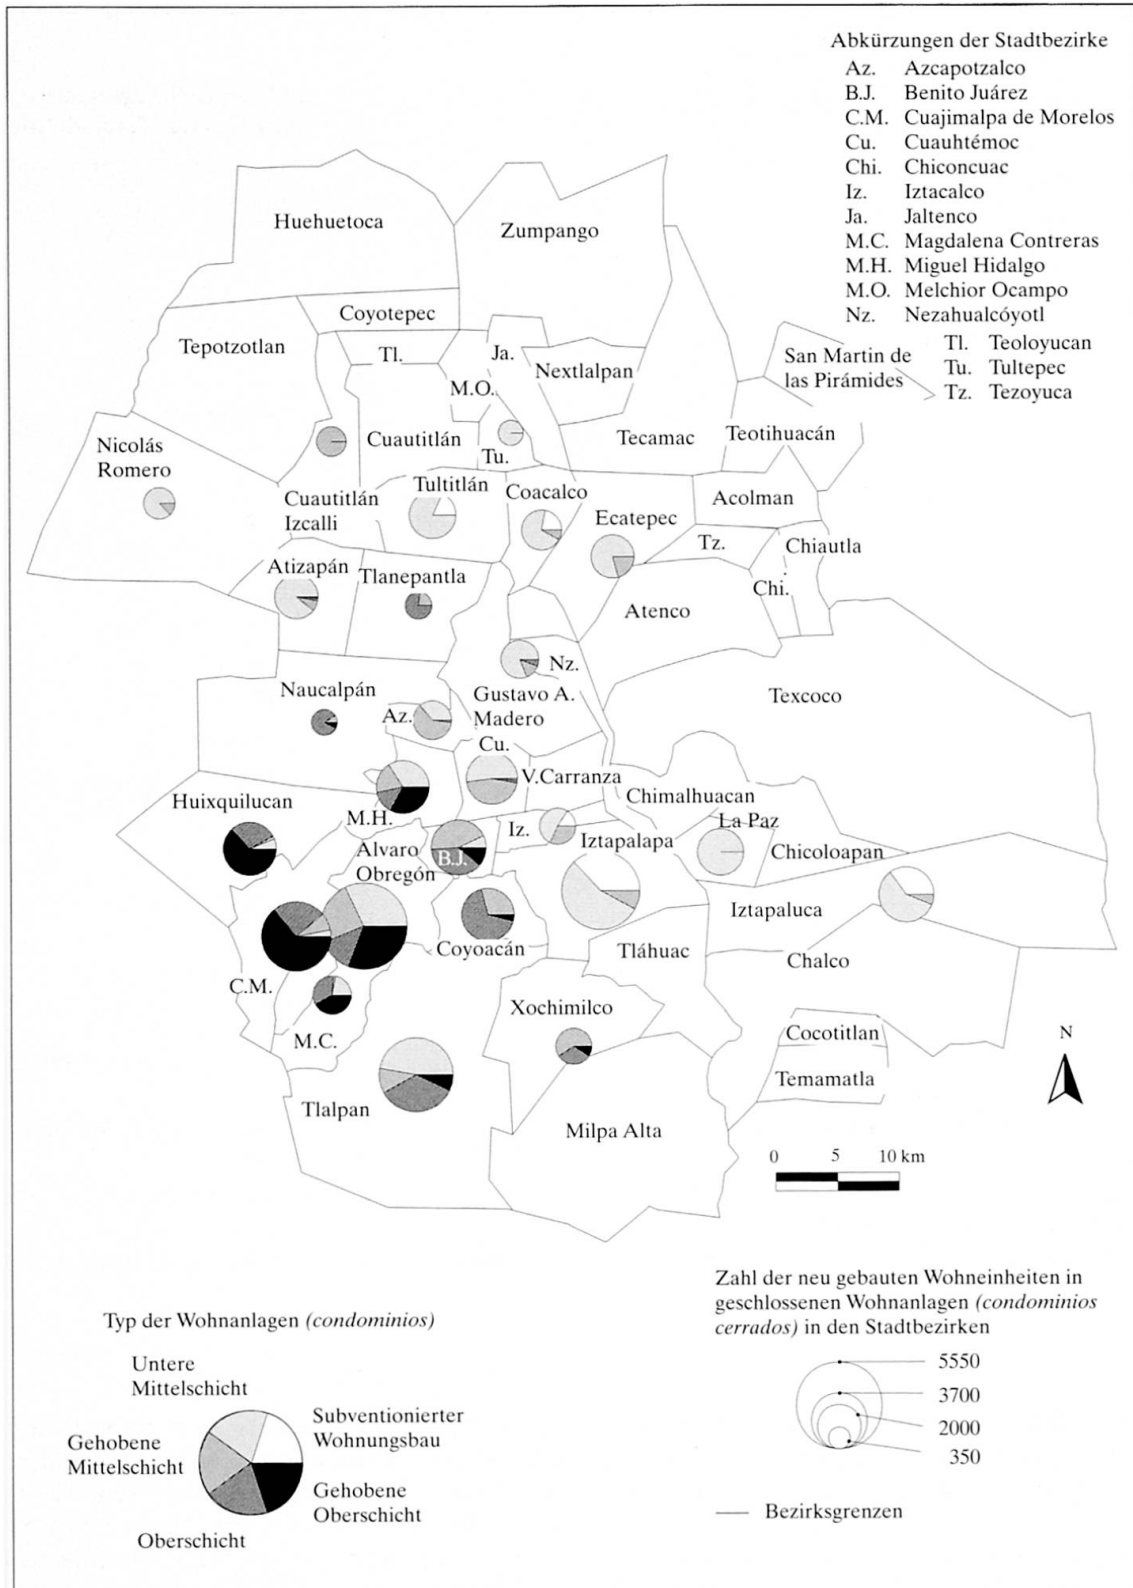 Abkürzungen der Stadtbezirke
Az. Azcapotzalco
B.J. Benito Juárez
C.M. Cuajimalpa de Morelos
Cu. Cuauhtémoc
Chi. Chiconcuac
Iz. Iztacalco
Ja. Jaltenco
M.C. Magdalena Contreras
M.H. Miguel Hidalgo
M.O. Melchior Ocampo
Nz. Nezahualcóyotl
Tl. Teoloyucan
Tu. Tultepec
Tz. Tezoyuca
Huehuetoca
Zumpango
Coyotepec
Tepotzotlan
Tl.
Ja.
Nextlalpan
San Martin de
las Pirámides
M.O.
Nicolás
Romero
Cuautitlán
Tu.
Tecamac
Teotihuacán
Cuautitlán
Izcalli
Tultitlán
Coacalco
Ecatepec
Acolman
Tz.
Chiautla
Atizapán
Tlanepantla
Chi.
Atenco
Naucalpán
Az.
Nz.
Gustavo A.
Madero
Texcoco
Cu.
V.Carranza
Huixquilucan
M.H.
Chimalhuacan
La Paz
Iz.
Iztapalapa
Alvaro
Obregón
B.J.
Chicoloapan
Iztapaluca
Coyoacán
Tláhuac
Chalco
C.M.
Xochimilco
M.C.
Cocotitlan
Temamatla
Tlalpan
Milpa Alta
N
0 5 10 km
Typ der Wohnanlagen (condominios)
Untere
Mittelschicht
Subventionierter
Wohnungsbau
Gehobene
Mittelschicht
Gehobene
Oberschicht
Oberschicht
Zahl der neu gebauten Wohneinheiten in
geschlossenen Wohnanlagen (condominios
cerrados) in den Stadtbezirken
5550
3700
2000
350
Bezirksgrenzen